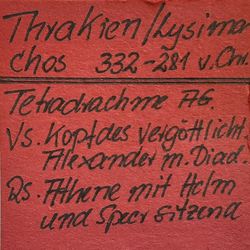 Thrakien/Lysima
chos 332-281 v. Chr.
Tetradrachme AG.
Vs. Kopf des vergöttlicht.
Alexander m. Diad.
Rs. Athene mit Helm
und Speer sitzend